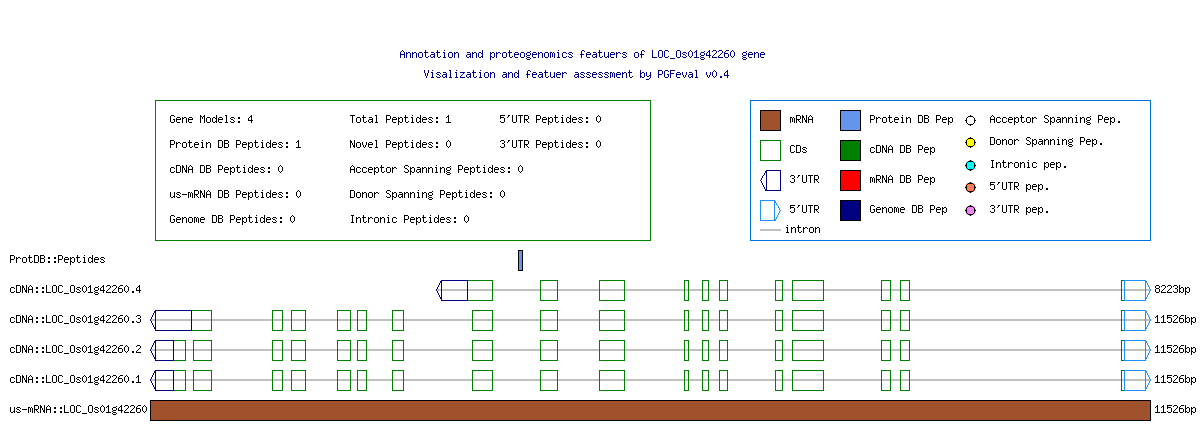 Annotation and proteogenomics featuers of LOC_Os01g42260 gene
Visalization and featuer assessment by PGFeval v0.4
Gene Models: 4 Total Peptides: 1 5'UTR Peptides: 0
Protein DB Peptides: 1 Novel Peptides: 0 3'UTR Peptides: 0
cDNA DB Peptides: 0 Acceptor Spanning Peptides: 0
us-mRNA DB Peptides: 0 Donor Spanning Peptides: 0
Genome DB Peptides: 0 Intronic Peptides: 0
mRNA Protein DB Pep Acceptor Spanning Pep.
CDs cDNA DB Pep Donor Spanning Pep.
3'UTR mRNA DB Pep Intronic pep.
5'UTR Genome DB Pep 5'UTR pep.
intron 3'UTR pep.
ProtDB::Peptides
cDNA::LOC_Os01g42260.4 8223bp
cDNA::LOC_Os01g42260.3 11526bp
cDNA::LOC_Os01g42260.2 11526bp
cDNA::LOC_Os01g42260.1 11526bp
us-mRNA::LOC_Os01g42260 11526bp